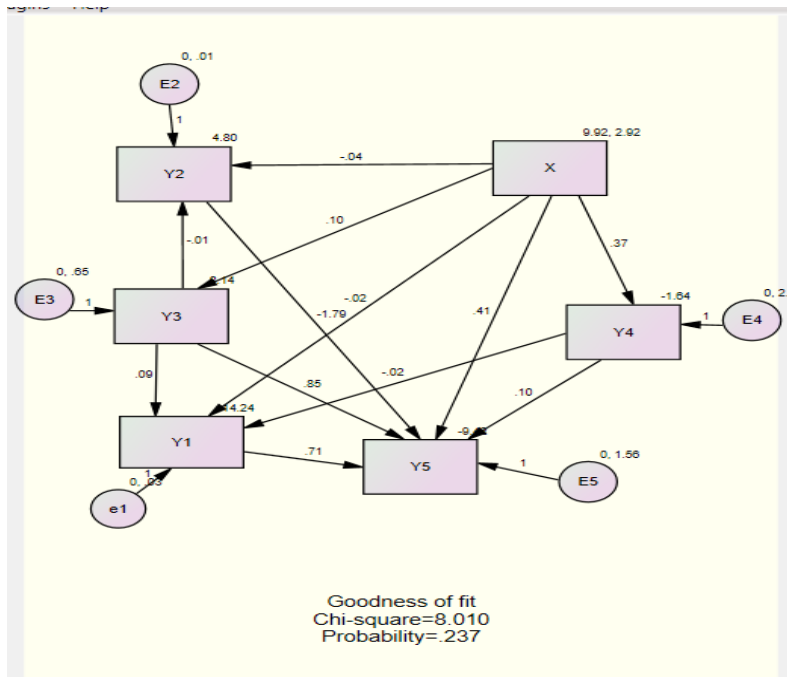 0, .01
E2
1
4.80
9.92, 2.92
Y2
-.04
X
.10
-.01
.37
0, .65
-.02
-1.64
E3
1
Y3
-1.79
.41
Y4
1
E4
.09
-.02
.85
.10
Y1
.71
Y5
1
0, 1.56
E5
1
e1
Goodness of fit
Chi-square=8.010
Probability=.237